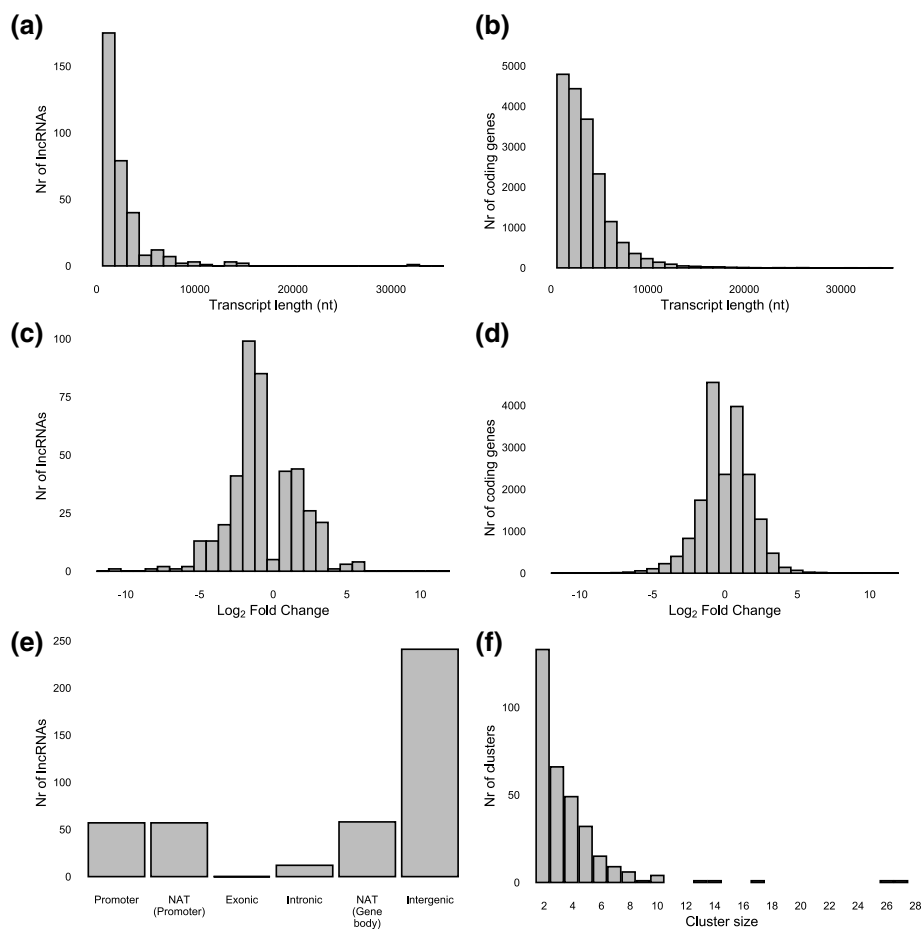 (a)
Nr of lncRNAs
150
100
50
0
0 10000 20000 30000
Transcript length (nt)
(b)
Nr of coding genes
5000
4000
3000
2000
1000
0
0 10000 20000 30000
Transcript length (nt)
(c)
Nr of lncRNAs
100
75
50
25
0
-10 -5 0 5 10
Log2 Fold Change
(d)
Nr of coding genes
4000
3000
2000
1000
0
-10 -5 0 5 10
Log2 Fold Change
(e)
Nr of lncRNAs
250
200
150
100
50
0
Promoter
NAT
(Promoter)
Exonic
Intronic
NAT
(Gene
body)
Intergenic
(f)
Nr of clusters
100
50
0
2 4 6 8 10 12 14 16 18 20 22 24 26 28
Cluster size